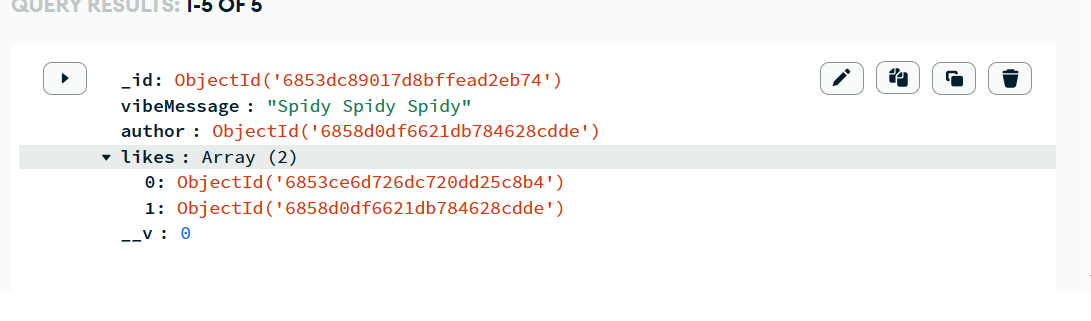 QUERY RESULTS: 1-5 OF 5
_id: ObjectId('6853dc89017d8bffead2eb74')
vibeMessage : "Spidy Spidy Spidy"
author : ObjectId('6858d0df6621db784628cdde')
likes : Array (2)
0: ObjectId('6853ce6d726dc720dd25c8b4')
1: ObjectId('6858d0df6621db784628cdde')
__v : 0